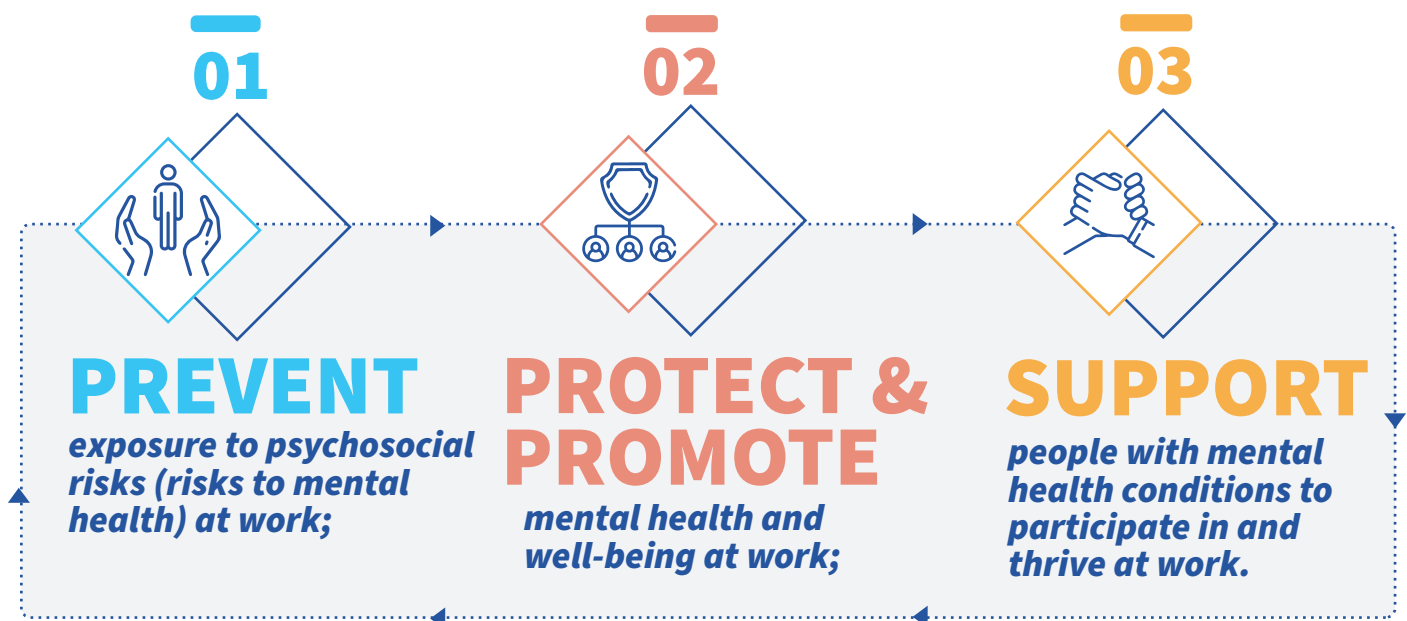 01
PREVENT
exposure to psychosocial
risks (risks to mental
health) at work;
02
PROTECT &
PROMOTE
mental health and
well-being at work;
03
SUPPORT
people with mental
health conditions to
participate in and
thrive at work.